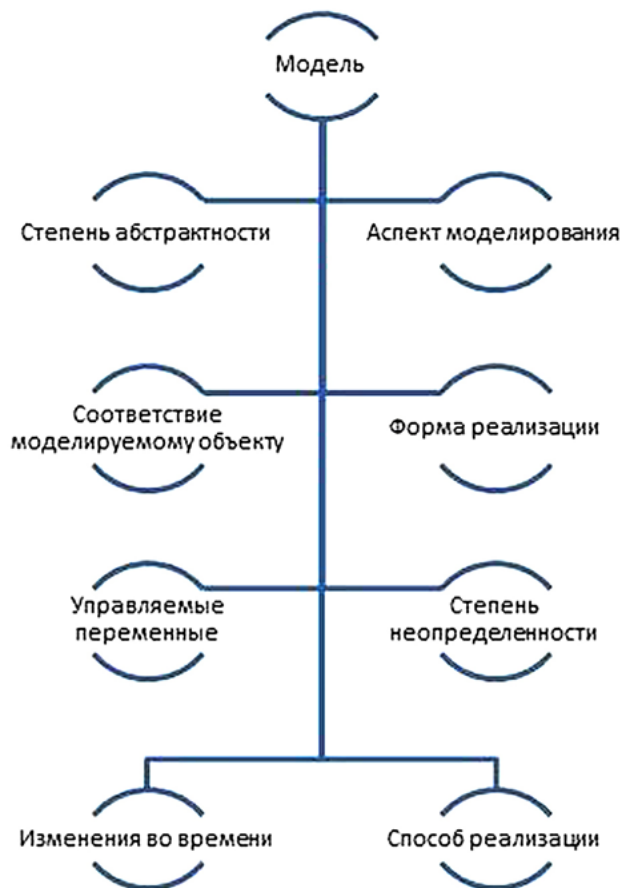 Модель
Степень абстрактности
Аспект моделирования
Соответствие
моделируемому объекту
Форма реализации
Управляемые
переменные
Степень
неопределенности
Изменения во времени
Способ реализации